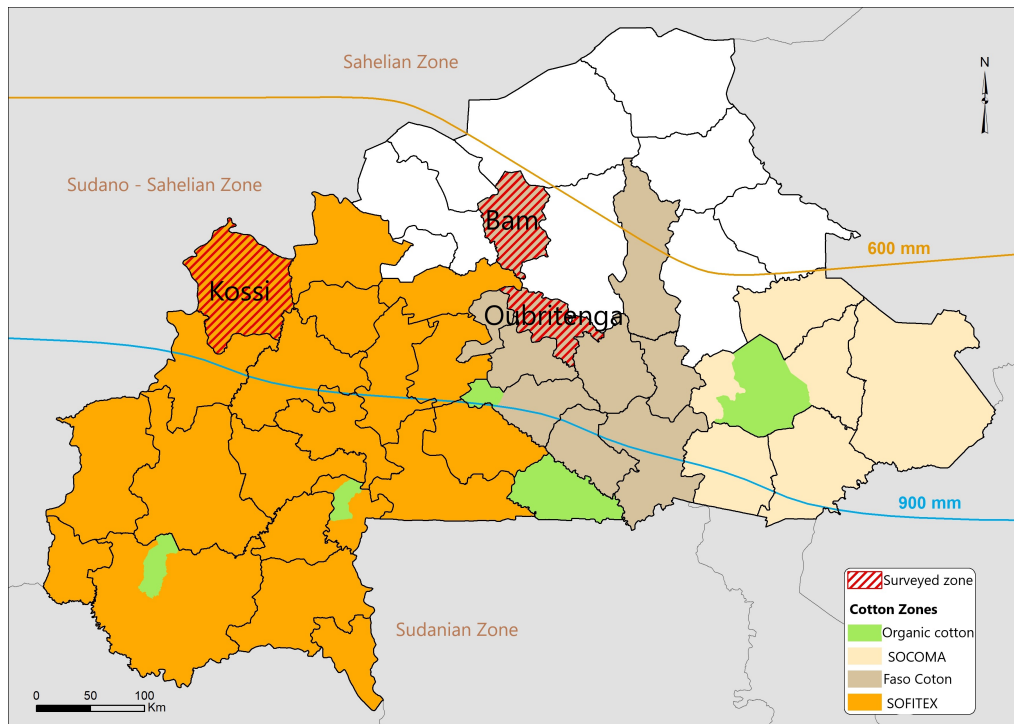 Sahelian Zone
N
Sudano - Sahelian Zone
Bam
600 mm
Kossi
Oubritenga
900 mm
Surveyed zone
Cotton Zones
Organic cotton
SOCOMA
Faso Coton
SOFITEX
Sudanian Zone
0 50 100
Km